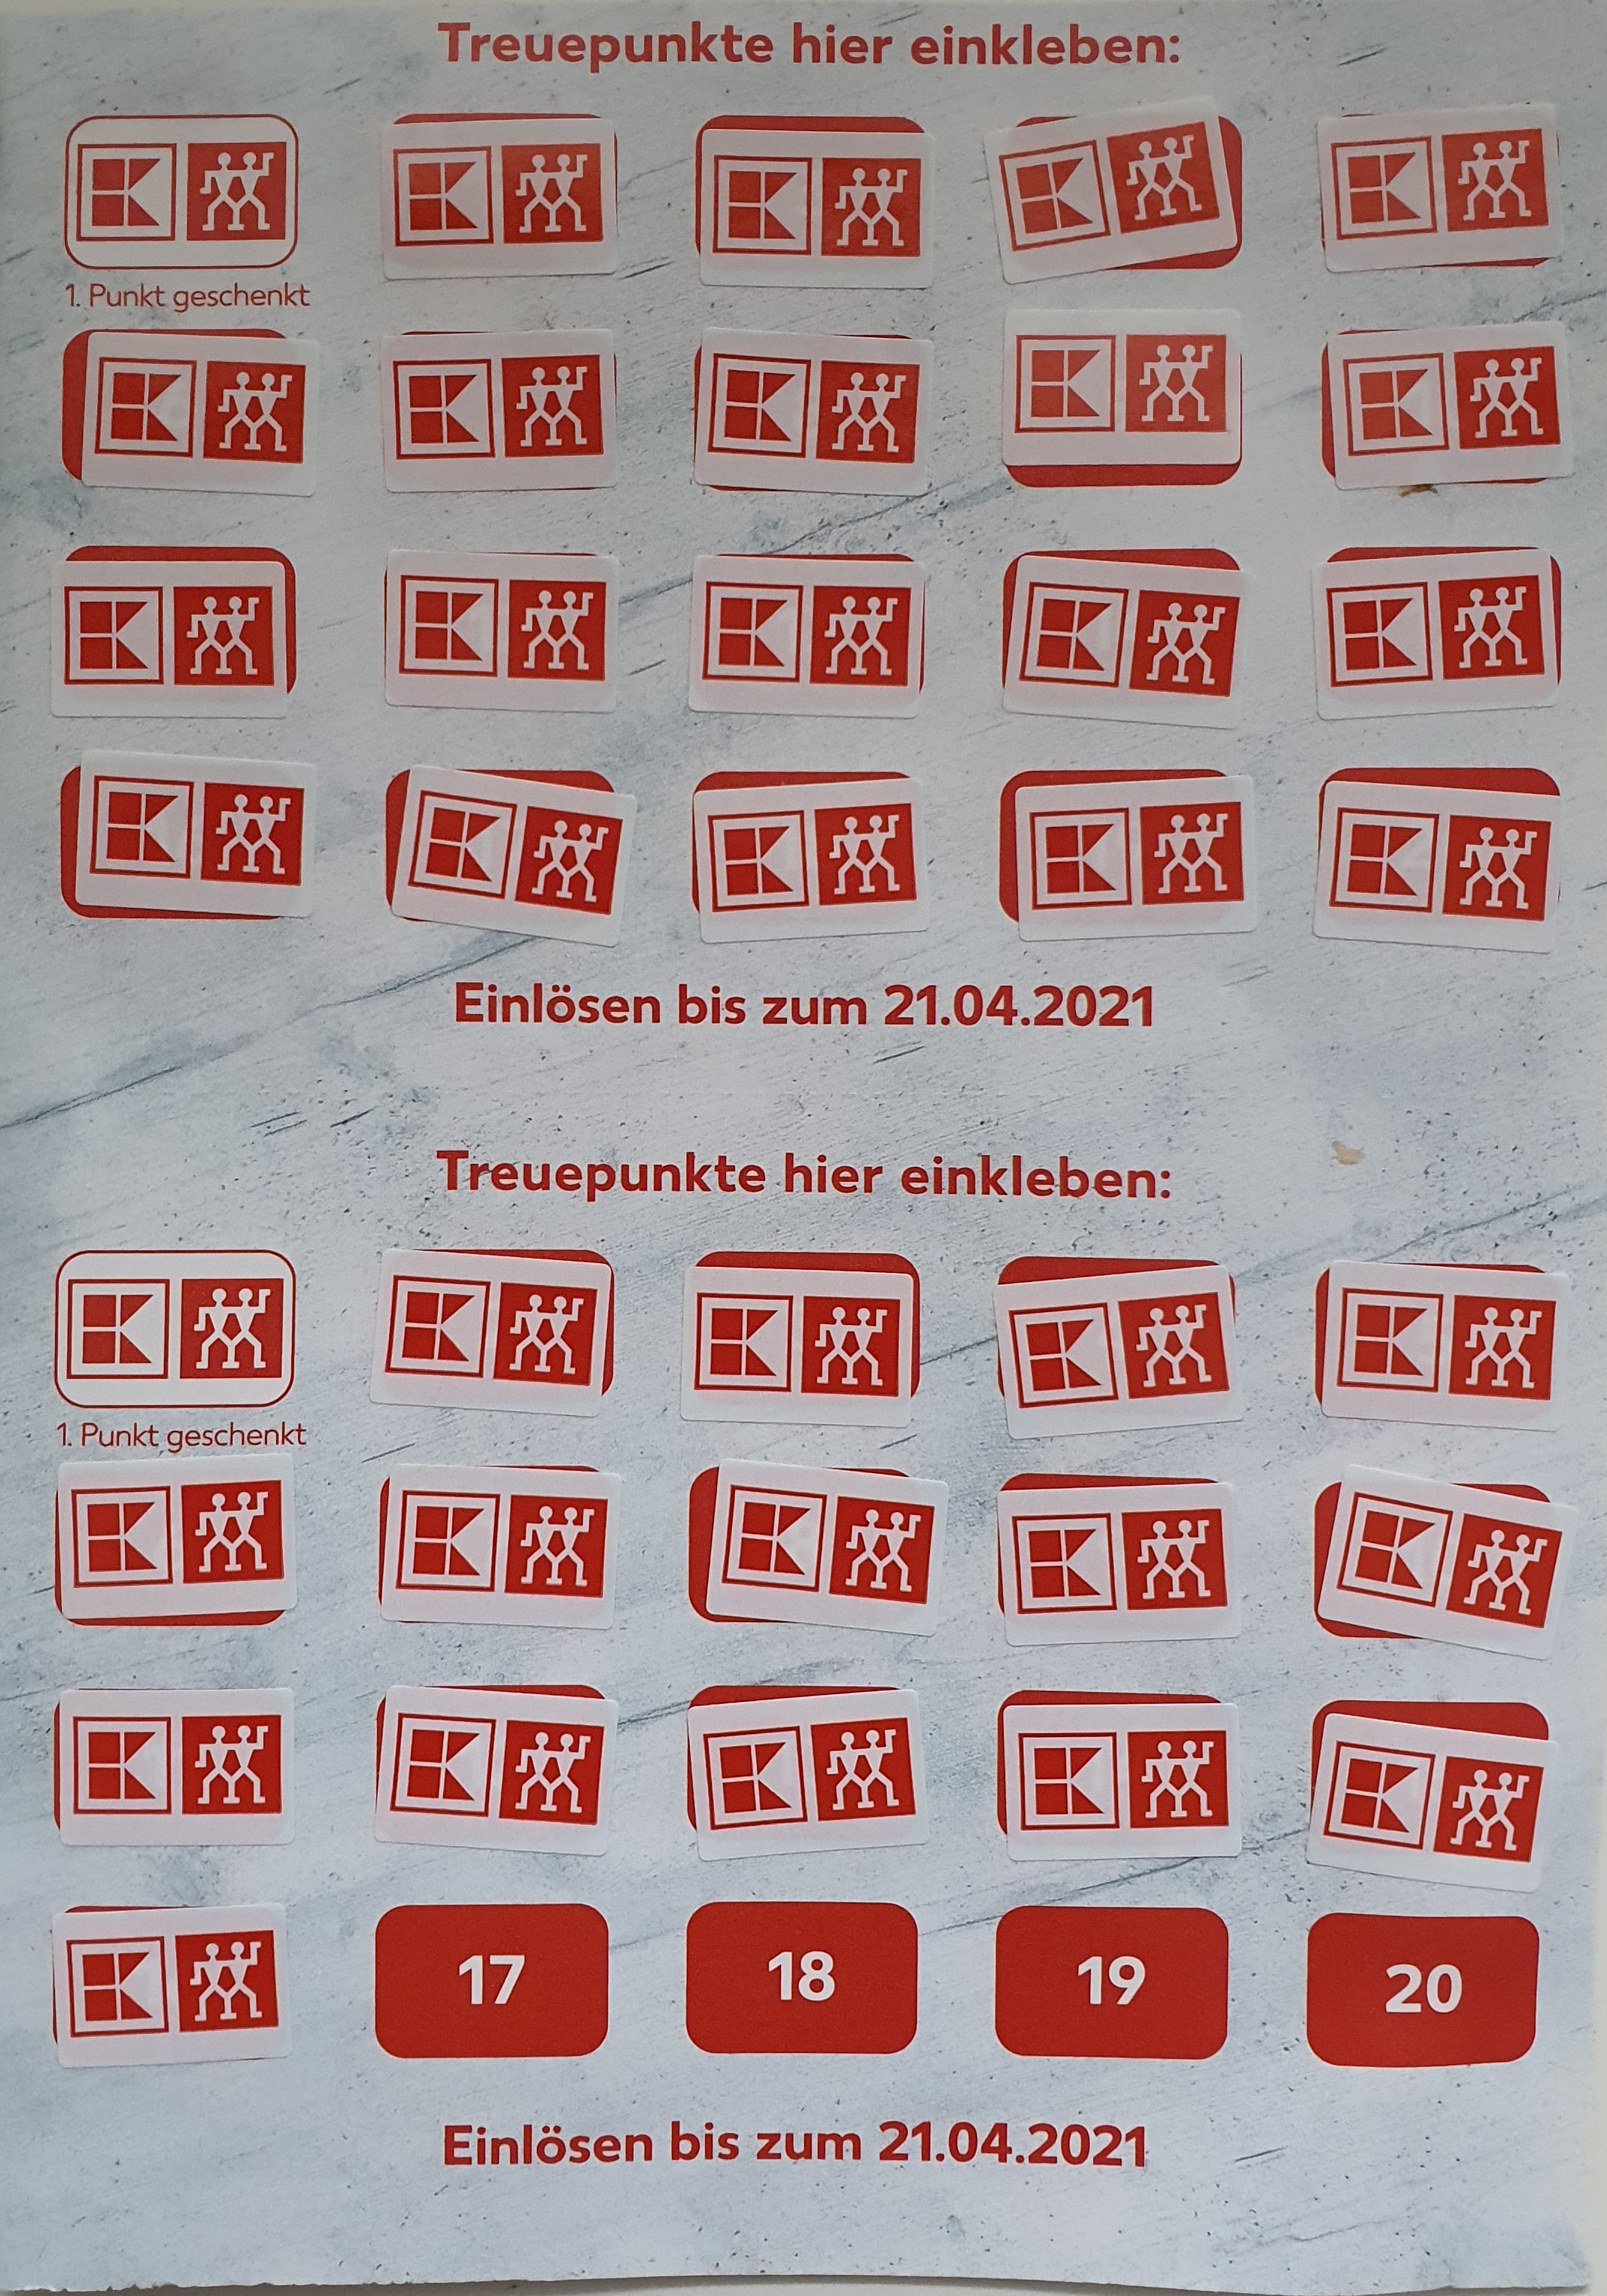 Treuepunkte hier einkleben:
1. Punkt geschenkt
Einlösen bis zum 21.04.2021
Treuepunkte hier einkleben:
1. Punkt geschenkt
17 18 19 20
Einlösen bis zum 21.04.2021